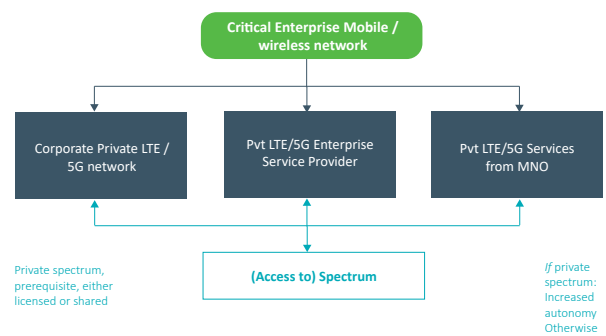 Critical Enterprise Mobile /
wireless network
Corporate Private LTE /
5G network
Pvt LTE/5G Enterprise
Service Provider
Pvt LTE/5G Services
from MNO
(Access to) Spectrum
Private spectrum,
prerequisite, either
licensed or shared
If private
spectrum:
Increased
autonomy
Otherwise